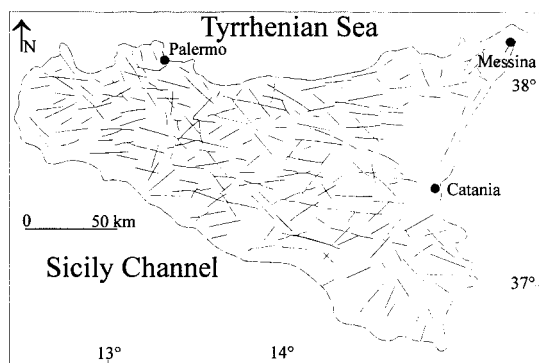 Tyrrhenian Sea
N
Palermo
Messina
38°
Catania
0 50 km
Sicily Channel
37°
13° 14°